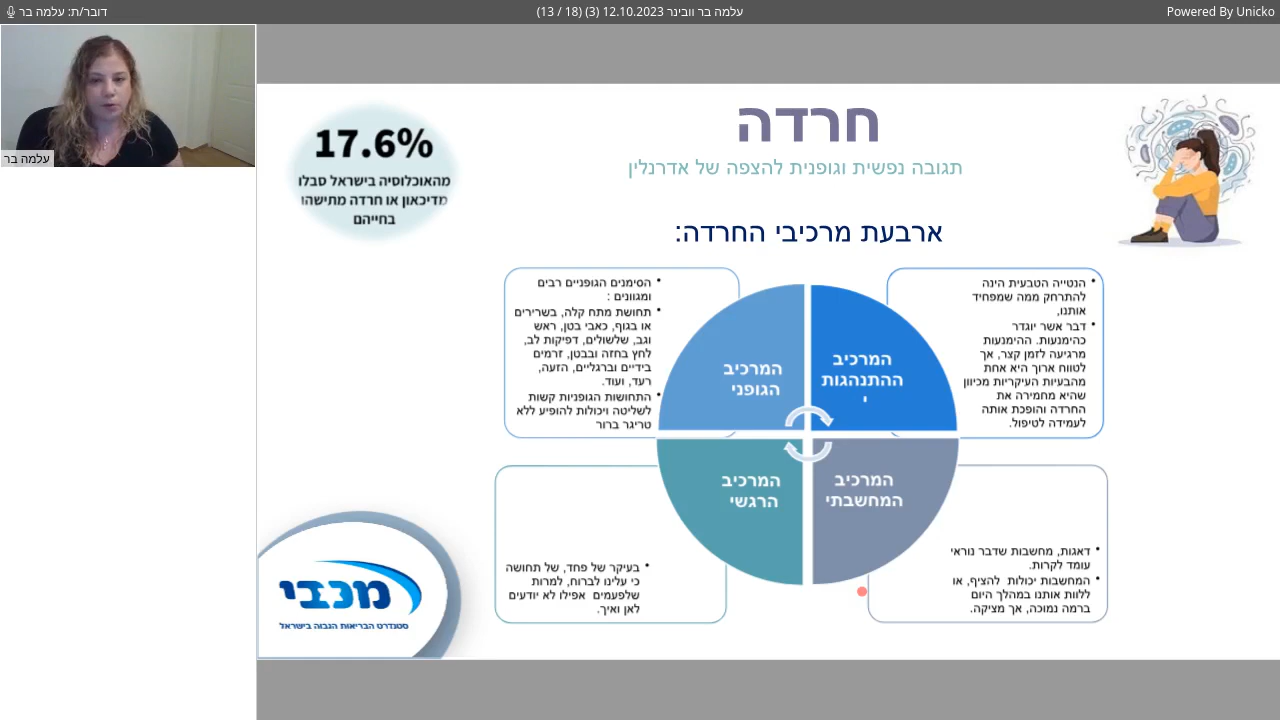 דובר/ת: עלמה בר
עלמה בר וובינר 12.10.2023 (3) (18 / 13)
Powered By Unicko
עלמה בר
חרדה
תגובה נפשית וגופנית להצפה של אדרנלין
17.6%
מהאוכלוסיה בישראל סבלו
מדיכאון או חרדה מתישהו
בחייהם
ארבעת מרכיבי החרדה:
• הנטייה הטבעית הינה
להתרחק ממה שמפחיד
אותנו,
• דבר אשר יוגדר
כהימנעות. ההימנעות
מרגיעה לזמן קצר, אך
לטווח ארוך היא אחת
מהבעיות העיקריות מכיוון
שהיא מחמירה את
החרדה והופכת אותה
לעמידה לטיפול.
המרכיב
ההתנהגות
י
המרכיב
הגופני
• הסימנים הגופניים רבים
ומגוונים :
• תחושת מתח קלה, בשרירים
או בגוף, כאבי בטן, ראש
וגב, שלשולים, דפיקות לב,
לחץ בחזה ובבטן, זרמים
בידיים וברגליים, הזעה,
רעד, ועוד.
• התחושות הגופניות קשות
לשליטה ויכולות להופיע ללא
טריגר ברור
המרכיב
המחשבתי
• דאגות, מחשבות שדבר נוראי
עומד לקרות.
• המחשבות יכולות להציף, או
ללוות אותנו במהלך היום
ברמה נמוכה, אך מציקה.
המרכיב
הרגשי
• בעיקר של פחד, של תחושה
כי עלינו לברוח, למרות
שלפעמים אפילו לא יודעים
לאן ואיך.
מכבי
סטנדרט הבריאות הגבוה בישראל